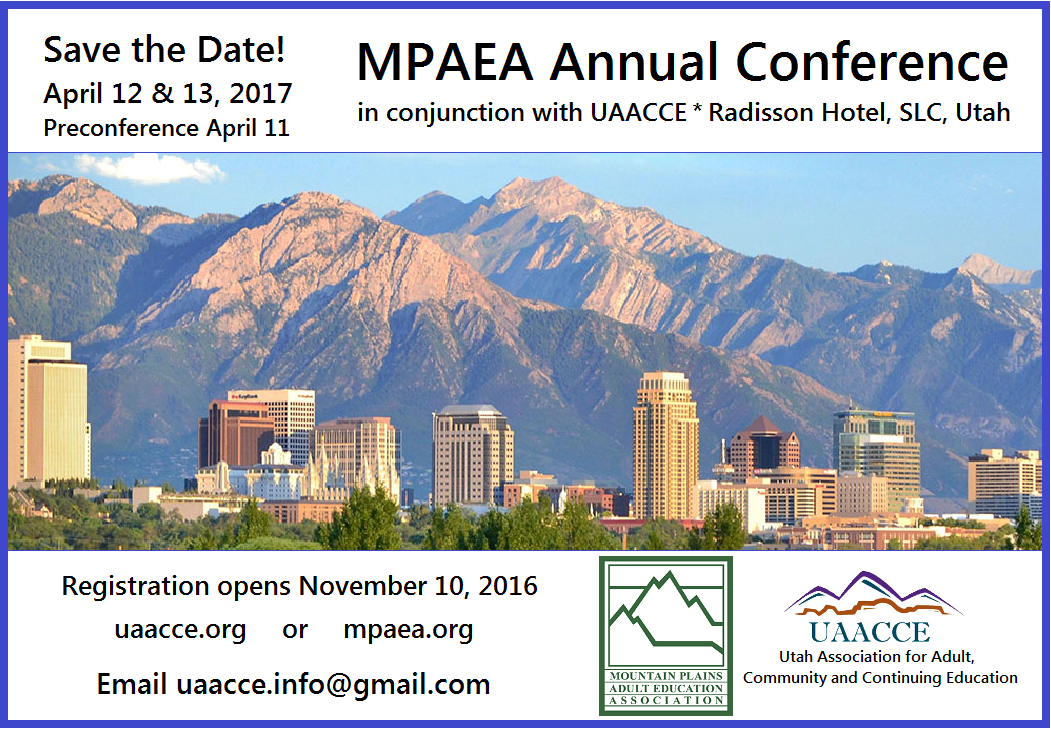 Save the Date!
April 12 & 13, 2017
Preconference April 11
MPAEA Annual Conference
in conjunction with UAACCE * Radisson Hotel, SLC, Utah
KeyBank
Registration opens November 10, 2016
uaacce.org or mpaea.org
Email uaacce.info@gmail.com
MOUNTAIN PLAINS
ADULT EDUCATION
ASSOCIATION
UAACCE
Utah Association for Adult,
Community and Continuing Education